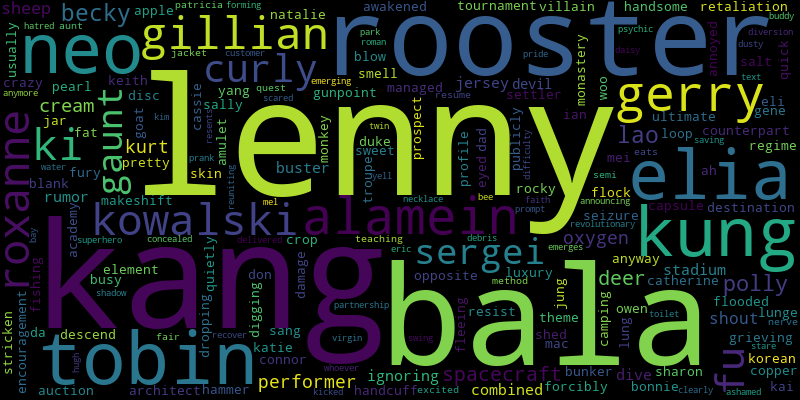 sheep becky apple patricia forming awakened tournament villain handsome retaliation
hatred aunt natalie park roman psychic buddy
usually neo gillian jacket customer rooster annoyed diversion
crazy keith blow pride daisy dusty
anymore pearl disc yang curly emerging smell managed jersey devil monastery salt quick
cream goat sally quest scared gunpoint resume settler woo gerry text
roxanne jar fat cassie lenny prospect publicly ian ultimate eli
ki gaunt kurt amulet presents monkey duke twin profile difficulty lao loop gene
pretty prank sweet saving regime
blank fury skin buster troupe eyed dad rocky mei ah counterpart
water rumor makeshift kim reuniting yell necklace bee faith semi flock elia eats
academy kowalski mel alamein prompt announcing capsule destination
bay superhero concealed delivered teaching debris revolutionary seizure kung
fishing element quietly crop eric sergei emerges oxygen anyway stadium
busy shadow don damage opposite luxury deer catherine polly
encouragement kang partnership bala method jung camping owen toilet flooded lunge
stricken da descend dropping digging sang virgin fleeing resist theme lung shout nerve
tobin fair recover katie swing shed mac grieving stare
hugh connor whoever ignoring spacecraft bunker dive sharon fu korean
auction architect hammer performer handcuff excited combined forcibly bonnie clearly copper kai
kicked ashamed